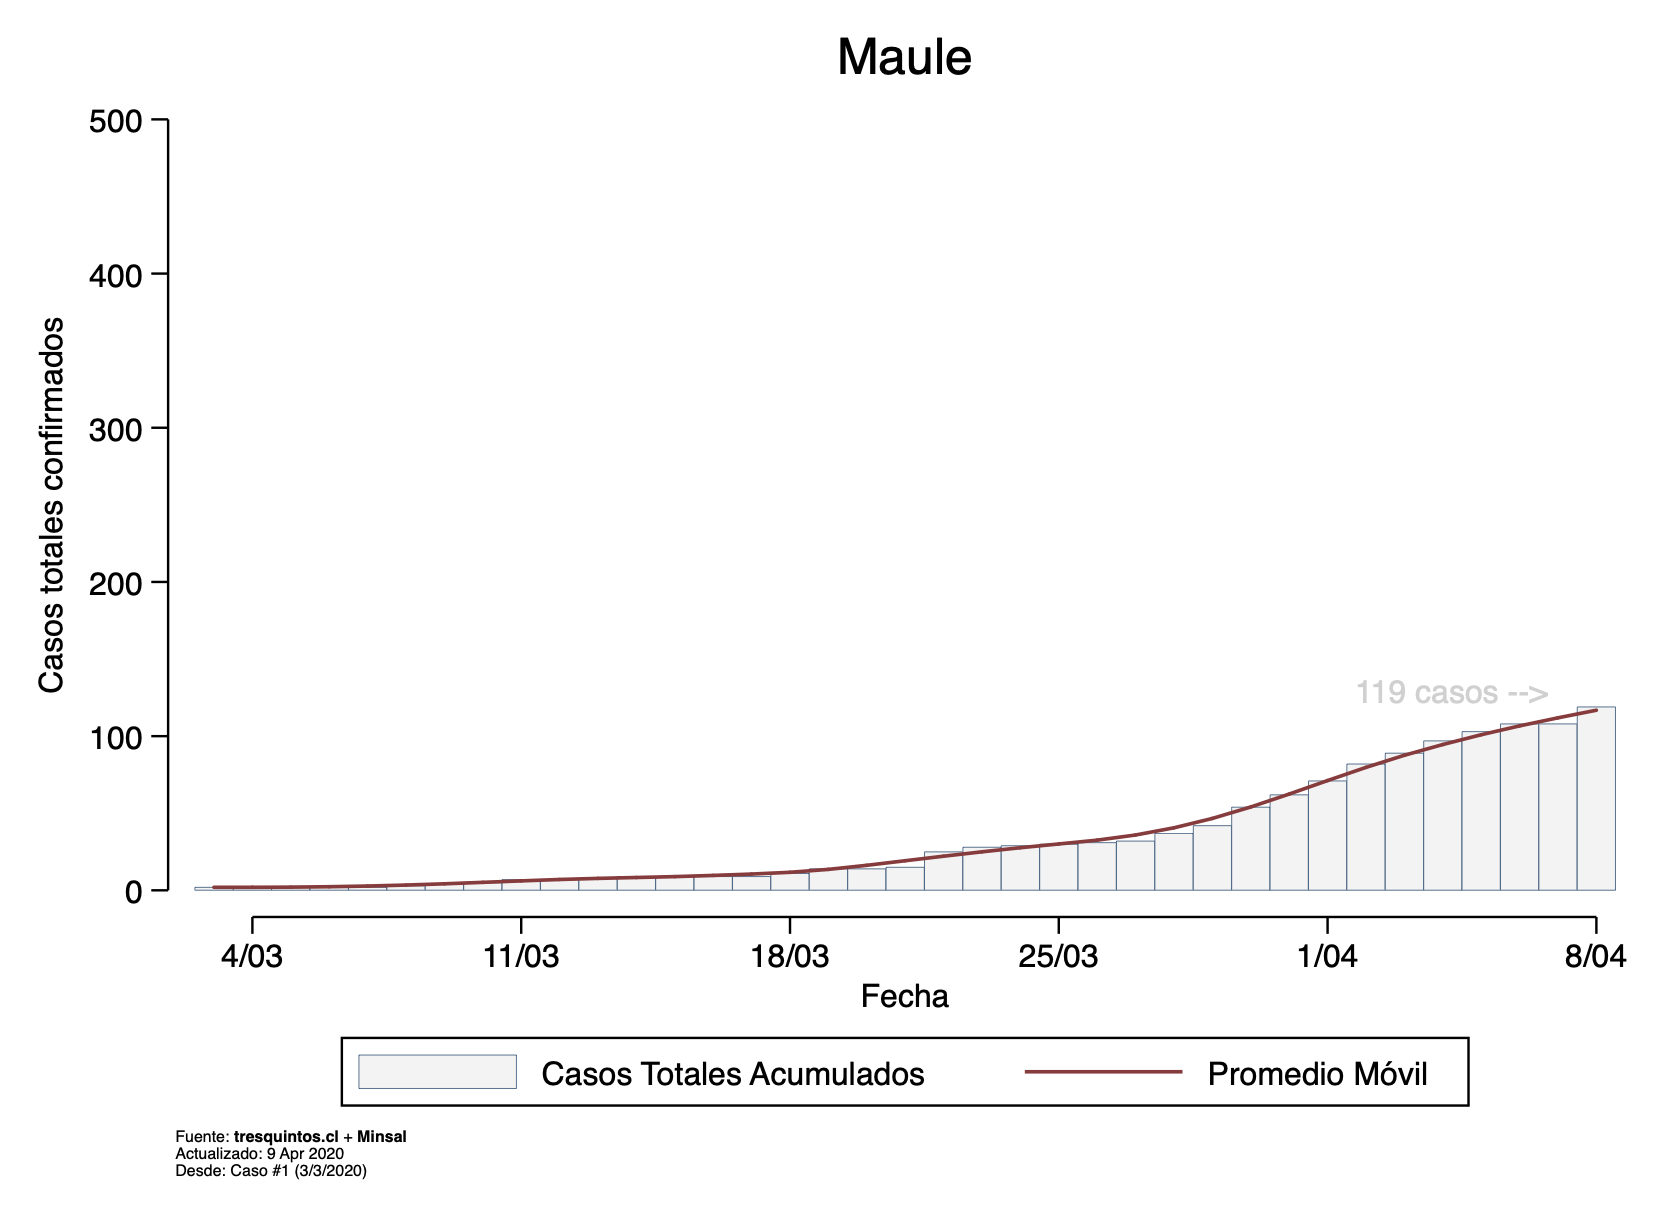 Maule
500
400
300
200
100
0
Casos totales confirmados
119 casos -->
4/03 11/03 18/03 25/03 1/04 8/04
Fecha
Casos Totales Acumulados Promedio Móvil
Fuente: tresquintos.cl + Minsal
Actualizado: 9 Apr 2020
Desde: Caso #1 (3/3/2020)